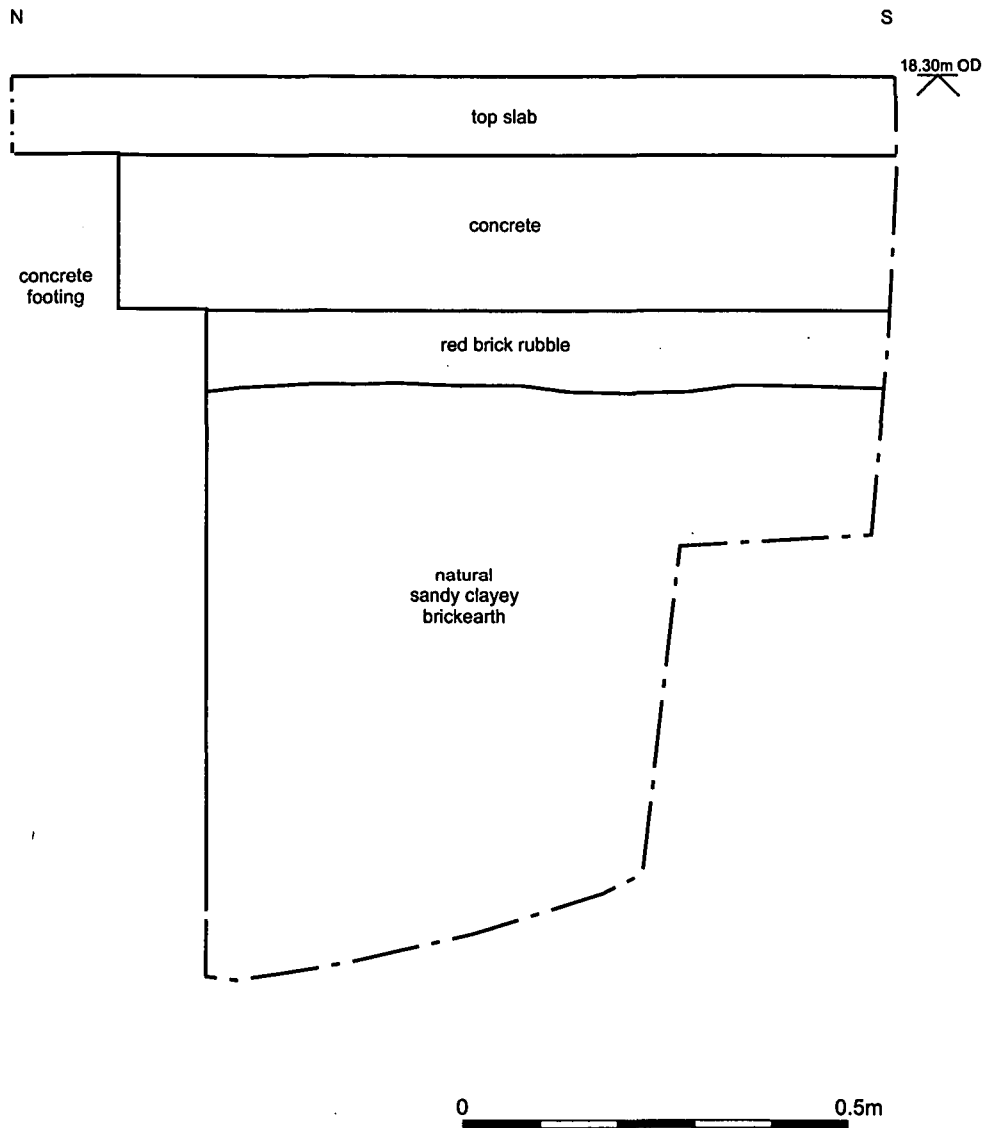 N
S
18.30m OD
top slab
concrete
concrete
footing
red brick rubble
natural
sandy clayey
brickearth
0
0.5m